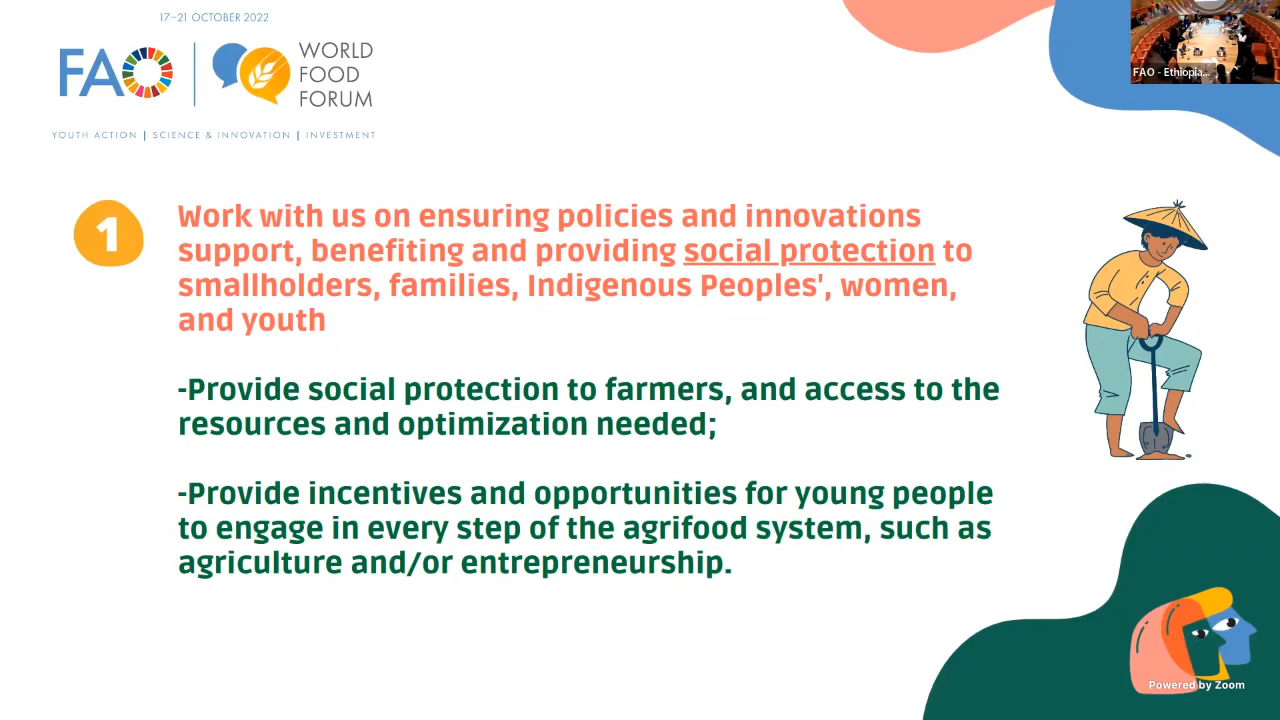 17–21 OCTOBER 2022
FAO
WORLD
FOOD
FORUM
YOUTH ACTION | SCIENCE & INNOVATION | INVESTMENT
FAO - Ethiopia...
1
Work with us on ensuring policies and innovations
support, benefiting and providing social protection to
smallholders, families, Indigenous Peoples', women,
and youth
-Provide social protection to farmers, and access to the
resources and optimization needed;
-Provide incentives and opportunities for young people
to engage in every step of the agrifood system, such as
agriculture and/or entrepreneurship.
Powered by Zoom